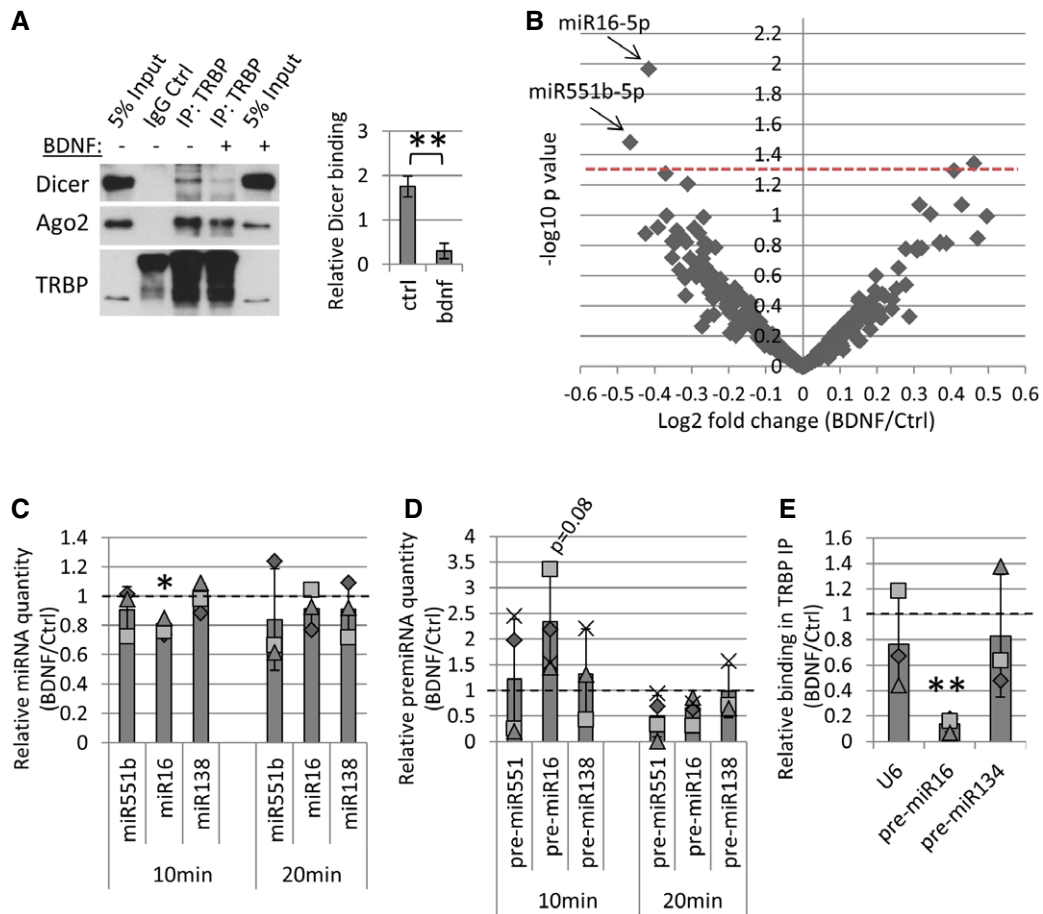 A
5% Input
IgG Ctrl
IP: TRBP
IP: TRBP
5% Input
BDNF: - - - + +
Dicer
Ago2
TRBP
Relative Dicer binding
3
2
1
0
**
ctrl
bdnf
B
miR16-5p
miR551b-5p
-log10 p value
2.2
2
1.8
1.6
1.4
1.2
1
0.8
0.6
0.4
0.2
0
-0.6 -0.5 -0.4 -0.3 -0.2 -0.1 0 0.1 0.2 0.3 0.4 0.5 0.6
Log2 fold change (BDNF/Ctrl)
C
Relative miRNA quantity
(BDNF/Ctrl)
1.4
1.2
1
0.8
0.6
0.4
0.2
0
*
miR551b
miR16
miR138
miR551b
miR16
miR138
10min
20min
D
Relative premiRNA quantity
(BDNF/Ctrl)
4
3.5
3
2.5
2
1.5
1
0.5
0
p=0.08
pre-miR551
pre-miR16
pre-miR138
pre-miR551
pre-miR16
pre-miR138
10min
20min
E
Relative binding in TRBP IP
(BDNF/Ctrl)
1.6
1.4
1.2
1
0.8
0.6
0.4
0.2
0
**
U6
pre-miR16
pre-miR134